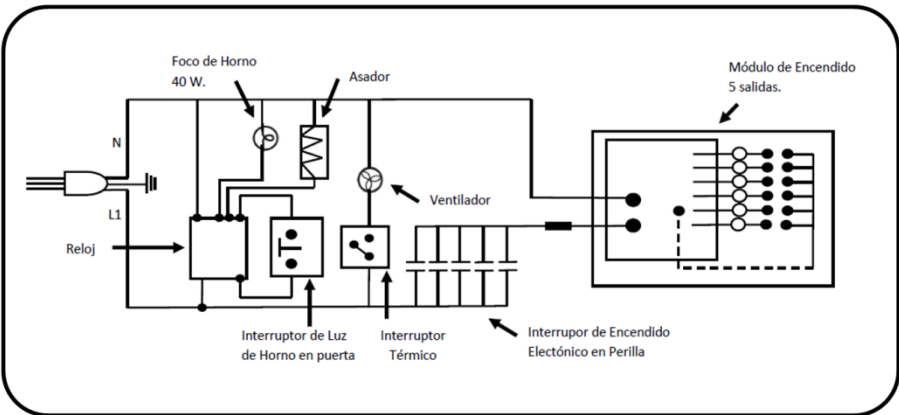 Foco de Horno
40 W.
Asador
Módulo de Encendido
5 salidas.
N
L1
Ventilador
Reloj
Interruptor de Luz
de Horno en puerta
Interruptor
Térmico
Interrupor de Encendido
Electónico en Perilla